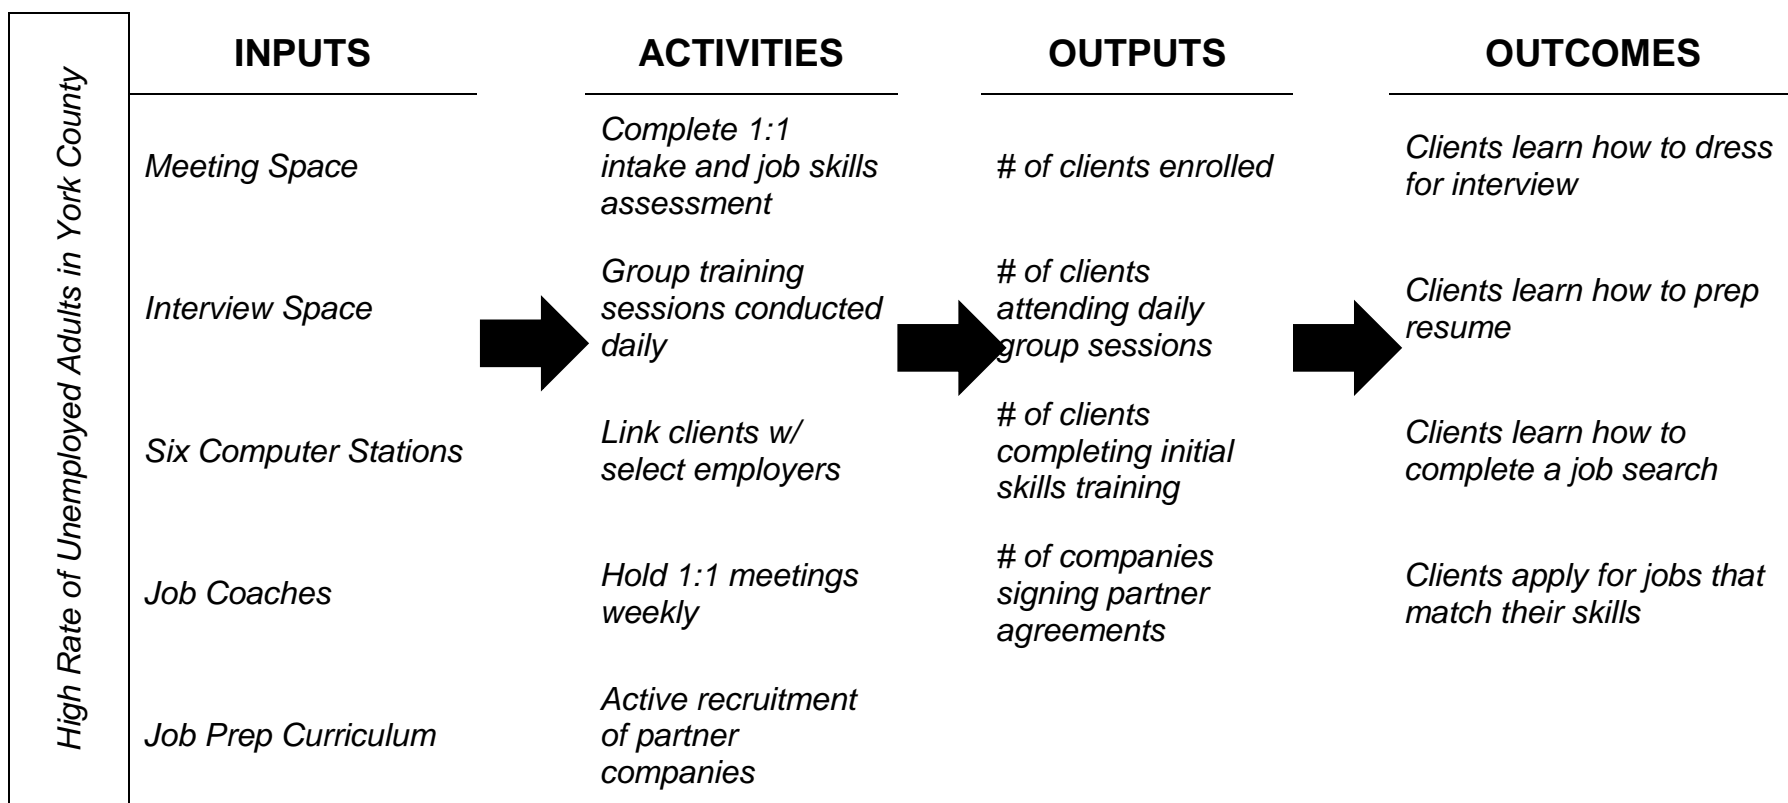 High Rate of Unemployed Adults in York County
INPUTS
Meeting Space
Interview Space
Six Computer Stations
Job Coaches
Job Prep Curriculum
ACTIVITIES
Complete 1:1
intake and job skills
assessment
Group training
sessions conducted
daily
Link clients w/
select employers
Hold 1:1 meetings
weekly
Active recruitment
of partner
companies
OUTPUTS
# of clients enrolled
# of clients
attending daily
group sessions
# of clients
completing initial
skills training
# of companies
signing partner
agreements
OUTCOMES
Clients learn how to dress
for interview
Clients learn how to prep
resume
Clients learn how to
complete a job search
Clients apply for jobs that
match their skills